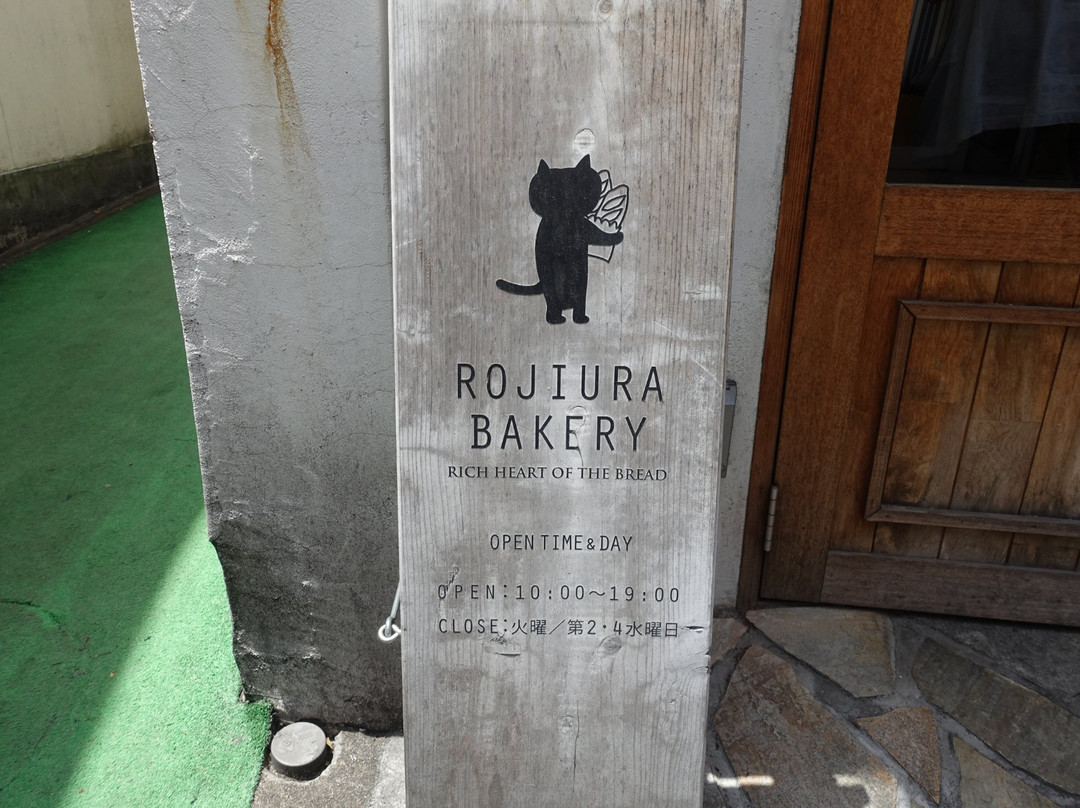 ROJIURA
BAKERY
RICH HEART OF THE BREAD
OPEN TIME & DAY
OPEN:10:00〜19:00
CLOSE:火曜／第2・4水曜日